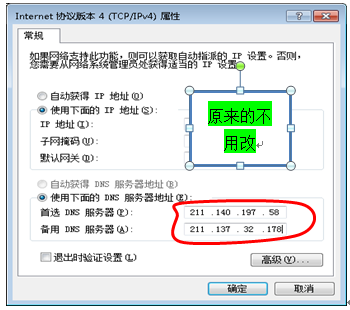 Internet 协议版本 4 (TCP/IPv4) 属性
常规
如果网络支持此功能，则可以获取自动指派的 IP 设置。否则，
您需要从网络系统管理员处获得适当的 IP 设置。
自动获得 IP 地址(O)
使用下面的 IP 地址(S):
IP 地址(I):
子网掩码(U):
默认网关(D):
原来的不
用改
自动获得 DNS 服务器地址(B)
使用下面的 DNS 服务器地址(E):
首选 DNS 服务器(P): 211 .140 .197 . 58
备用 DNS 服务器(A): 211 .137 . 32 .178
退出时验证设置(L)
高级(V)...
确定
取消